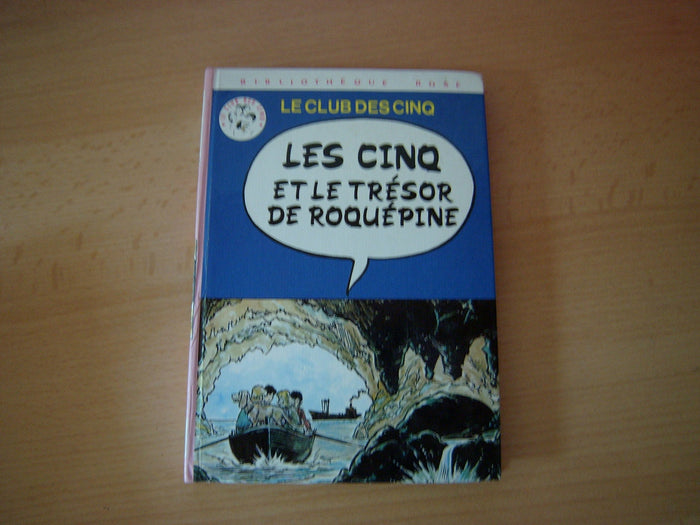 BIBLIOTHÈQUE ROSE
LE CLUB DES CINQ
LES CINQ
ET LE TRÉSOR
DE ROQUÉPINE